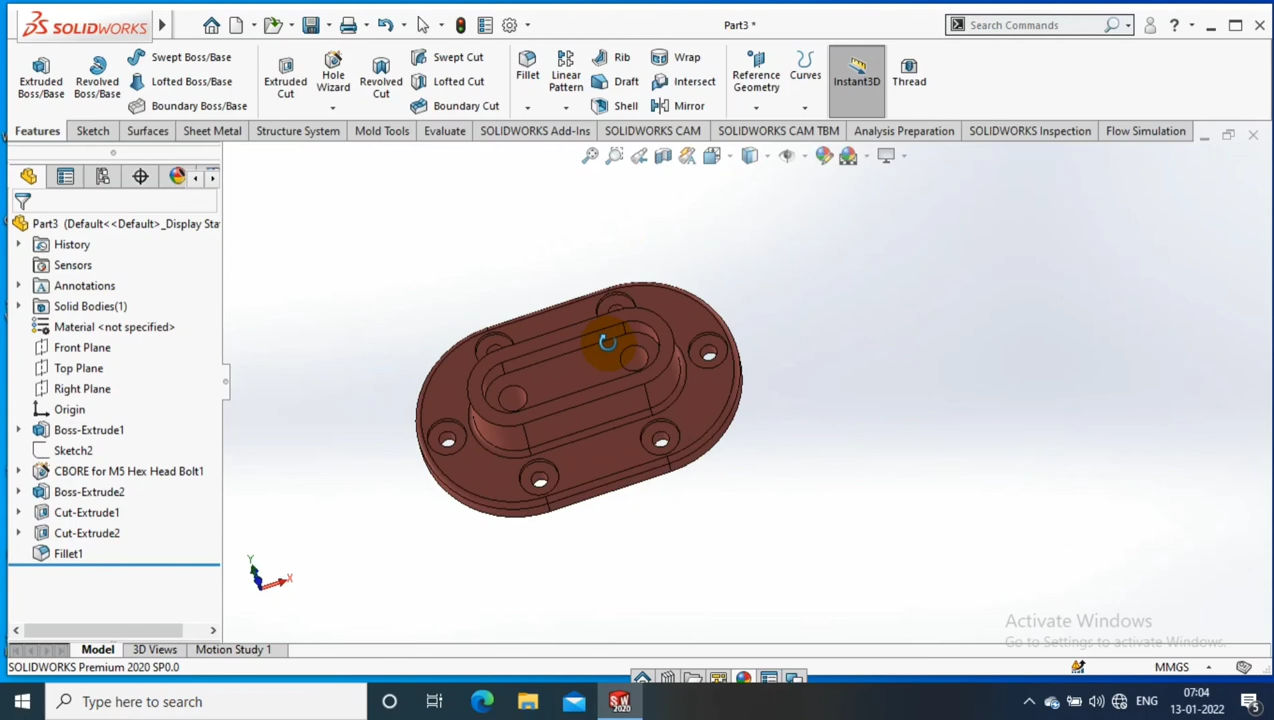 SOLIDWORKS
Part3 *
Search Commands
?
Extruded Boss/Base
Revolved Boss/Base
Swept Boss/Base
Lofted Boss/Base
Boundary Boss/Base
Extruded Cut
Hole Wizard
Revolved Cut
Swept Cut
Lofted Cut
Boundary Cut
Fillet
Linear Pattern
Rib
Draft
Shell
Wrap
Intersect
Mirror
Reference Geometry
Curves
Instant3D
Thread
Features
Sketch
Surfaces
Sheet Metal
Structure System
Mold Tools
Evaluate
SOLIDWORKS Add-Ins
SOLIDWORKS CAM
SOLIDWORKS CAM TBM
Analysis Preparation
SOLIDWORKS Inspection
Flow Simulation
Part3 (Default<<Default>_Display Sta
History
Sensors
Annotations
Solid Bodies(1)
Material <not specified>
Front Plane
Top Plane
Right Plane
Origin
Boss-Extrude1
Sketch2
CBORE for M5 Hex Head Bolt1
Boss-Extrude2
Cut-Extrude1
Cut-Extrude2
Fillet1
Y
X
Activate Windows
Go to Settings to activate Windows.
Model
3D Views
Motion Study 1
SOLIDWORKS Premium 2020 SP0.0
MMGS
Type here to search
SW
2020
ENG
07:04
13-01-2022
5